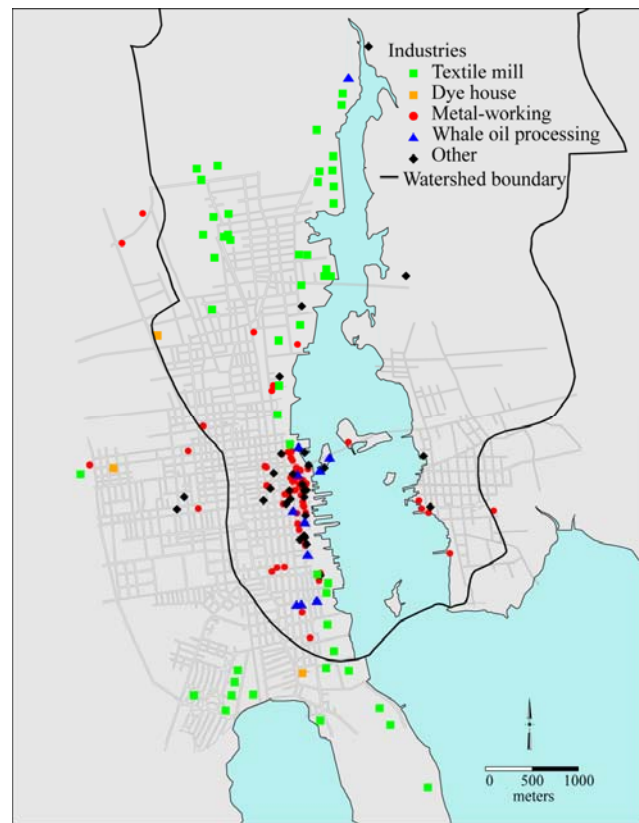 Industries
Textile mill
Dye house
Metal-working
Whale oil processing
Other
Watershed boundary
0 500 1000
meters